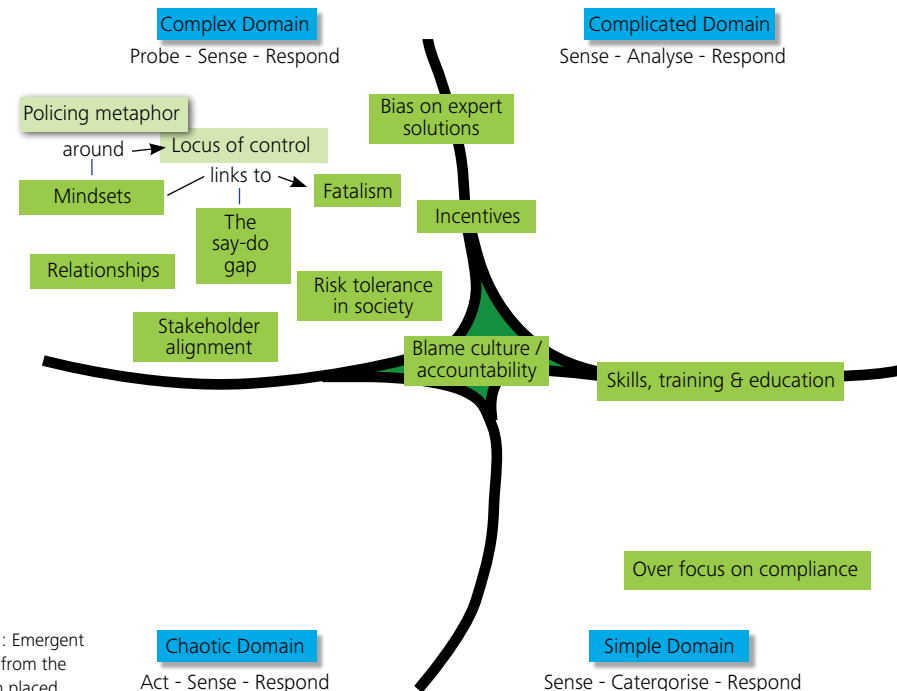 Complex Domain
Probe - Sense - Respond
Complicated Domain
Sense - Analyse - Respond
Policing metaphor
around
Locus of control
Mindsets
links to
Fatalism
The
say-do
gap
Bias on expert
solutions
Incentives
Relationships
Risk tolerance
in society
Stakeholder
alignment
Blame culture /
accountability
Skills, training & education
Over focus on compliance
: Emergent
from the
placed
Chaotic Domain
Act - Sense - Respond
Simple Domain
Sense - Catergorise - Respond